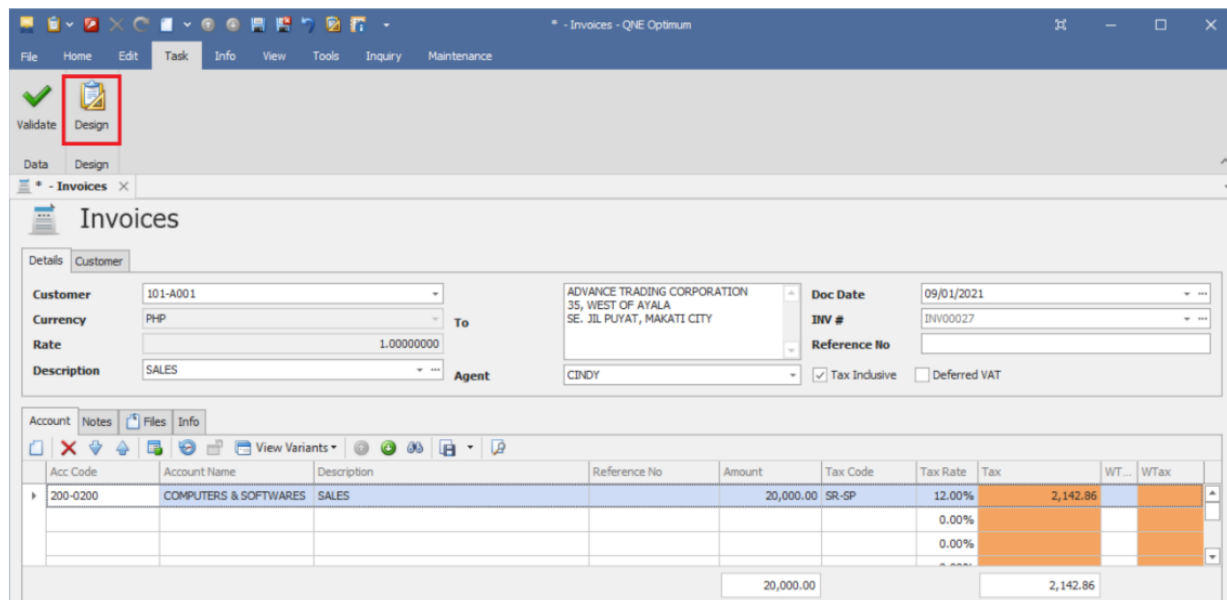 * - Invoices - QNE Optimum
File Home Edit Task Info View Tools Inquiry Maintenance
Validate Design
Data Design
* - Invoices
Invoices
Details Customer
Customer 101-A001 ADVANCE TRADING CORPORATION Doc Date 09/01/2021
35, WEST OF AYALA
Currency PHP To SE. JIL PUYAT, MAKATI CITY INV # INV00027
Rate 1.00000000 Reference No
Description SALES Agent CINDY Tax Inclusive Deferred VAT
Account Notes Files Info
View Variants
Acc Code Account Name Description Reference No Amount Tax Code Tax Rate Tax WT... WTax
200-0200 COMPUTERS & SOFTWARES SALES 20,000.00 SR-SP 12.00% 2,142.86
0.00%
0.00%
20,000.00 2,142.86